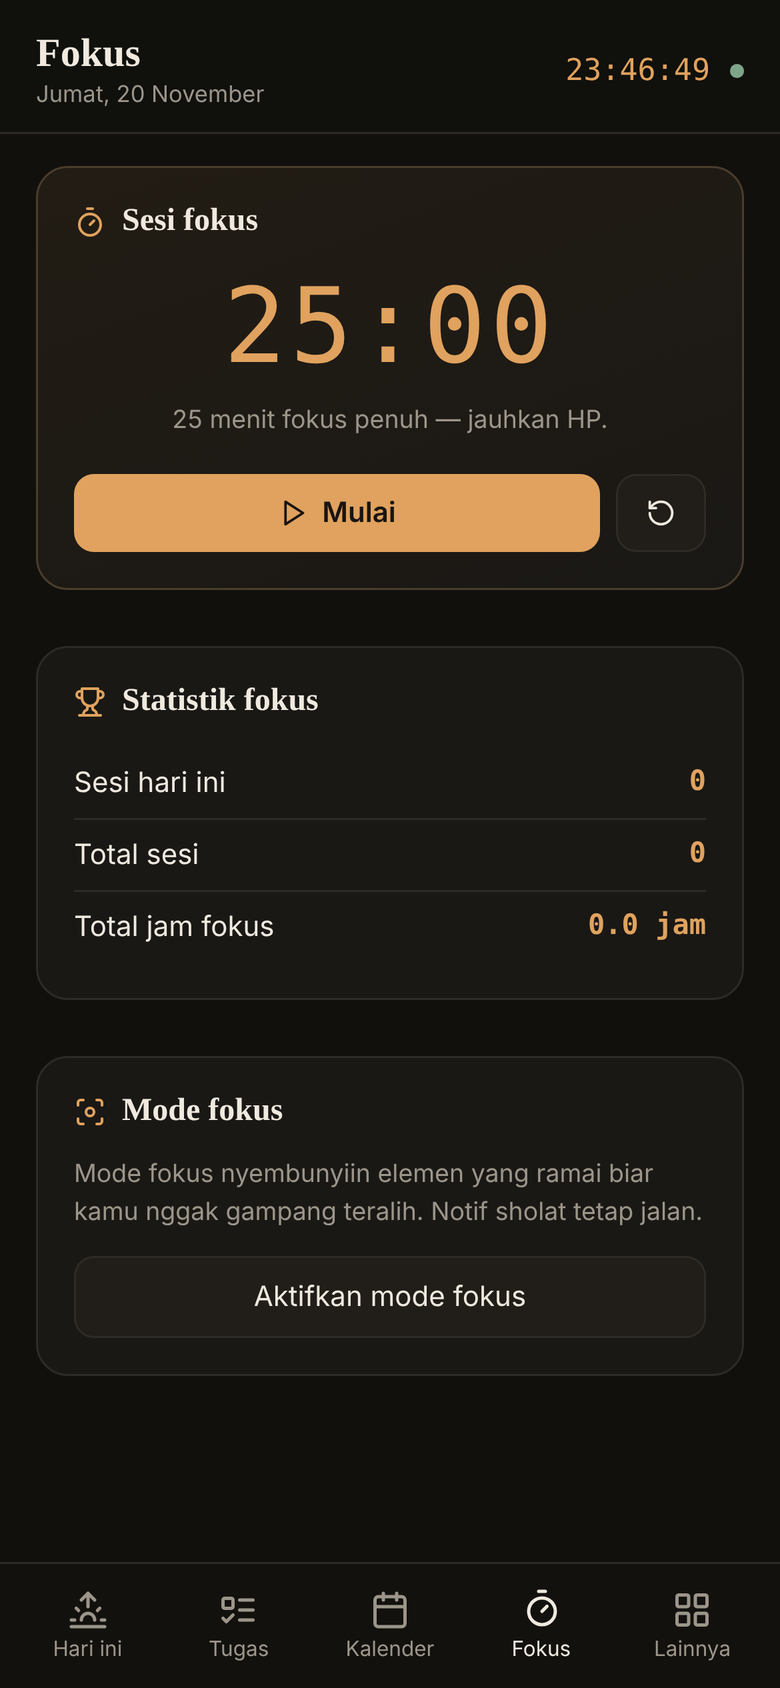 Fokus
Jumat, 20 November
23:46:49
Sesi fokus
25:00
25 menit fokus penuh — jauhkan HP.
Mulai
Statistik fokus
Sesi hari ini 0
Total sesi 0
Total jam fokus 0.0 jam
Mode fokus
Mode fokus nyembunyiin elemen yang ramai biar
kamu nggak gampang teralih. Notif sholat tetap jalan.
Aktifkan mode fokus
Hari ini Tugas Kalender Fokus Lainnya